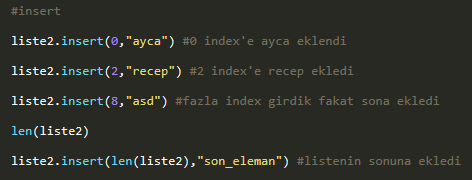 #insert
liste2.insert(0,"ayca") #0 index'e ayca eklendi
liste2.insert(2,"recep") #2 index'e recep ekledi
liste2.insert(8,"asd") #fazla index girdik fakat sona ekledi
len(liste2)
liste2.insert(len(liste2),"son_eleman") #listenin sonuna ekledi